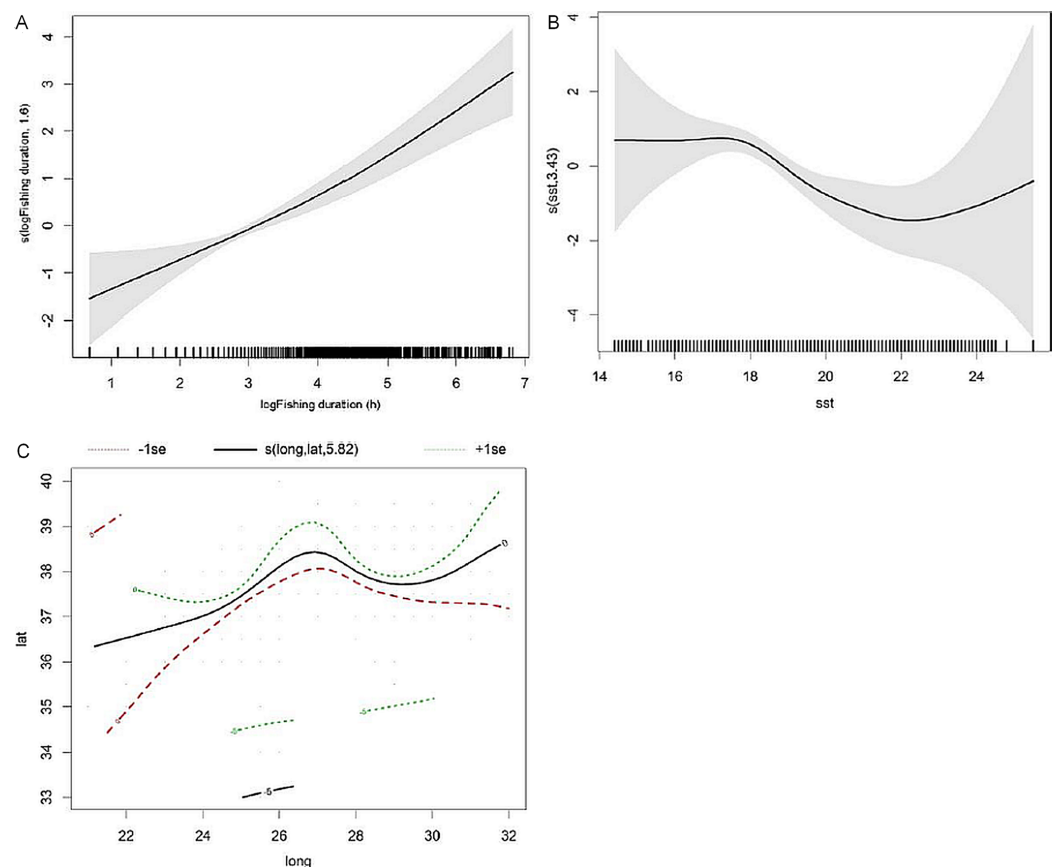 A
4
3
2
1
0
-1
-2
s(logFishing duration, 1.6)
1 2 3 4 5 6 7
logFishing duration (h)
B
4
2
0
-2
-4
s(sst,3.43)
14 16 18 20 22 24
sst
C
-1se s(long,lat,5.82) +1se
40
39
38
37
36
35
34
33
lat
0
-5
22 24 26 28 30 32
long